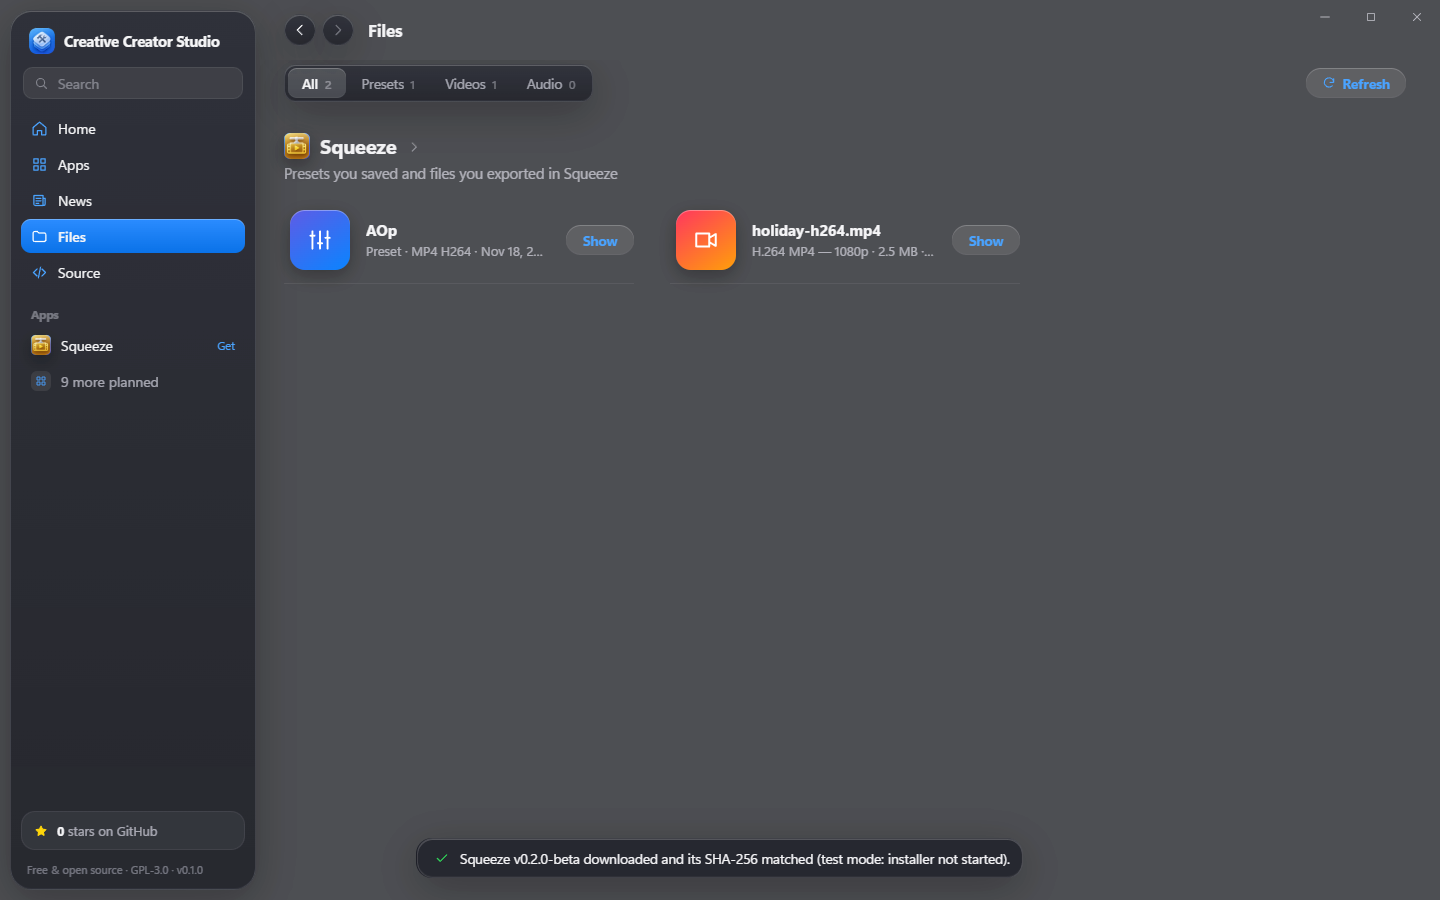 Creative Creator Studio
Search
Home
Apps
News
Files
Source
Apps
Squeeze Get
9 more planned
0 stars on GitHub
Free & open source · GPL-3.0 · v0.1.0
Files
All 2 Presets 1 Videos 1 Audio 0
Refresh
Squeeze
Presets you saved and files you exported in Squeeze
AOp
Preset · MP4 H264 · Nov 18, 2...
Show
holiday-h264.mp4
H.264 MP4 — 1080p · 2.5 MB ·...
Show
Squeeze v0.2.0-beta downloaded and its SHA-256 matched (test mode: installer not started).